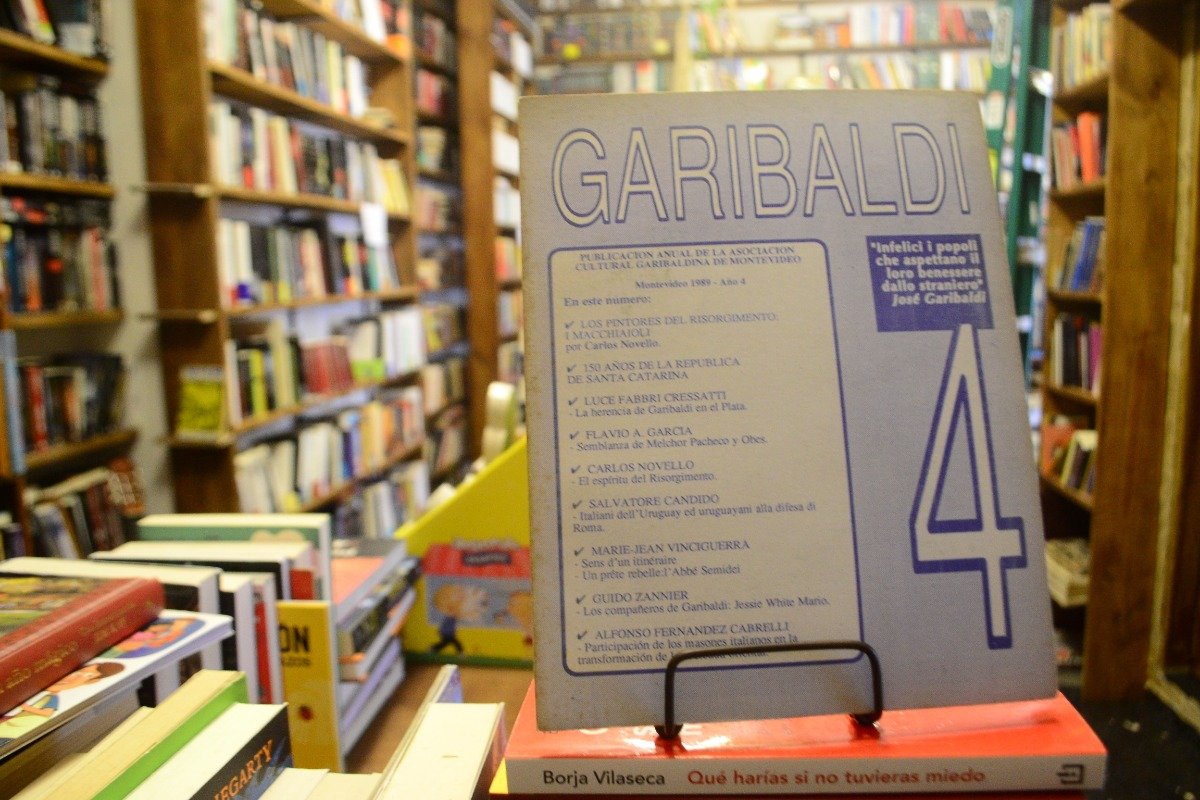 GARIBALDI
PUBLICACION ANUAL DE LA ASOCIACION
CULTURAL GARIBALDINA DE MONTEVIDEO
Montevideo 1989 - Año 4
En este numero:
✔ LOS PINTORES DEL RISORGIMENTO:
I MACCHIAIOLI
por Carlos Novello.
✔ 150 AÑOS DE LA REPUBLICA
DE SANTA CATARINA
✔ LUCE FABBRI CRESSATTI
- La herencia de Garibaldi en el Plata.
✔ FLAVIO A. GARCIA
- Semblanza de Melchor Pacheco y Obes.
✔ CARLOS NOVELLO
- El espíritu del Risorgimento.
✔ SALVATORE CANDIDO
- Italiani dell'Uruguay ed uruguayani alla difesa di
Roma.
✔ MARIE-JEAN VINCIGUERRA
- Sens d'un itinéraire
- Un prête rebelle:l'Abbé Semidei
✔ GUIDO ZANNIER
- Los compañeros de Garibaldi: Jessie White Mario.
✔ ALFONSO FERNANDEZ CABRELLI
- Participación de los masones italianos en la
transformación de
"Infelici i popoli
che aspettano il
loro benessere
dallo straniero"
José Garibaldi
4
Borja Vilaseca Qué harías si no tuvieras miedo
EGARTY
ON